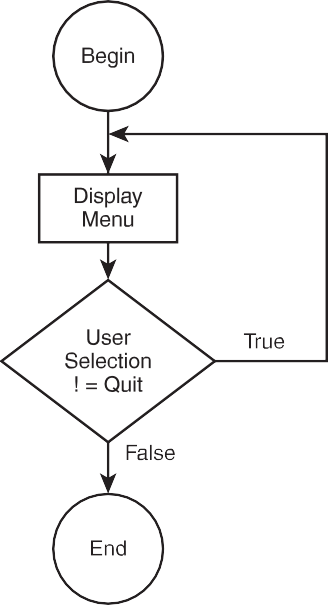 Begin
Display
Menu
User
Selection
! = Quit
True
False
End